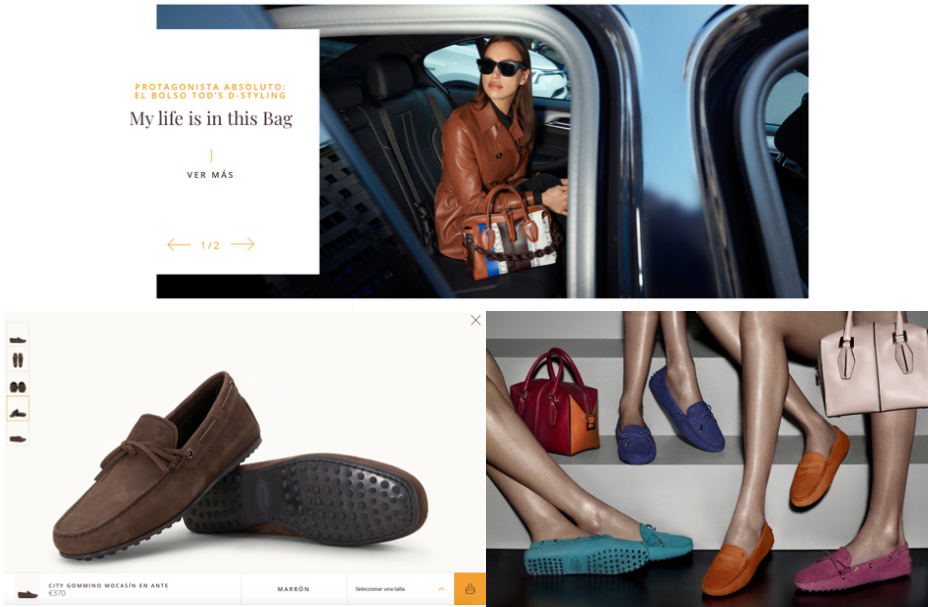 PROTAGONISTA ABSOLUTO:
EL BOLSO TOD'S D-STYLING
My life is in this Bag
VER MÁS
1/2
CITY GOMMINO MOCASÍN EN ANTE
€370
MARRÓN
Seleccionar una talla